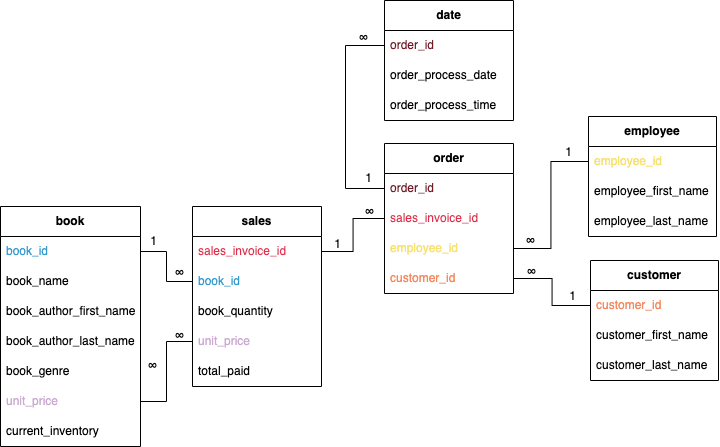 date
order_id
order_process_date
order_process_time
∞
1
order
order_id
sales_invoice_id
employee_id
customer_id
∞
1
∞
1
employee
employee_id
employee_first_name
employee_last_name
∞
1
customer
customer_id
customer_first_name
customer_last_name
book
book_id
book_name
book_author_first_name
book_author_last_name
book_genre
unit_price
current_inventory
1
∞
∞
∞
sales
sales_invoice_id
book_id
book_quantity
unit_price
total_paid